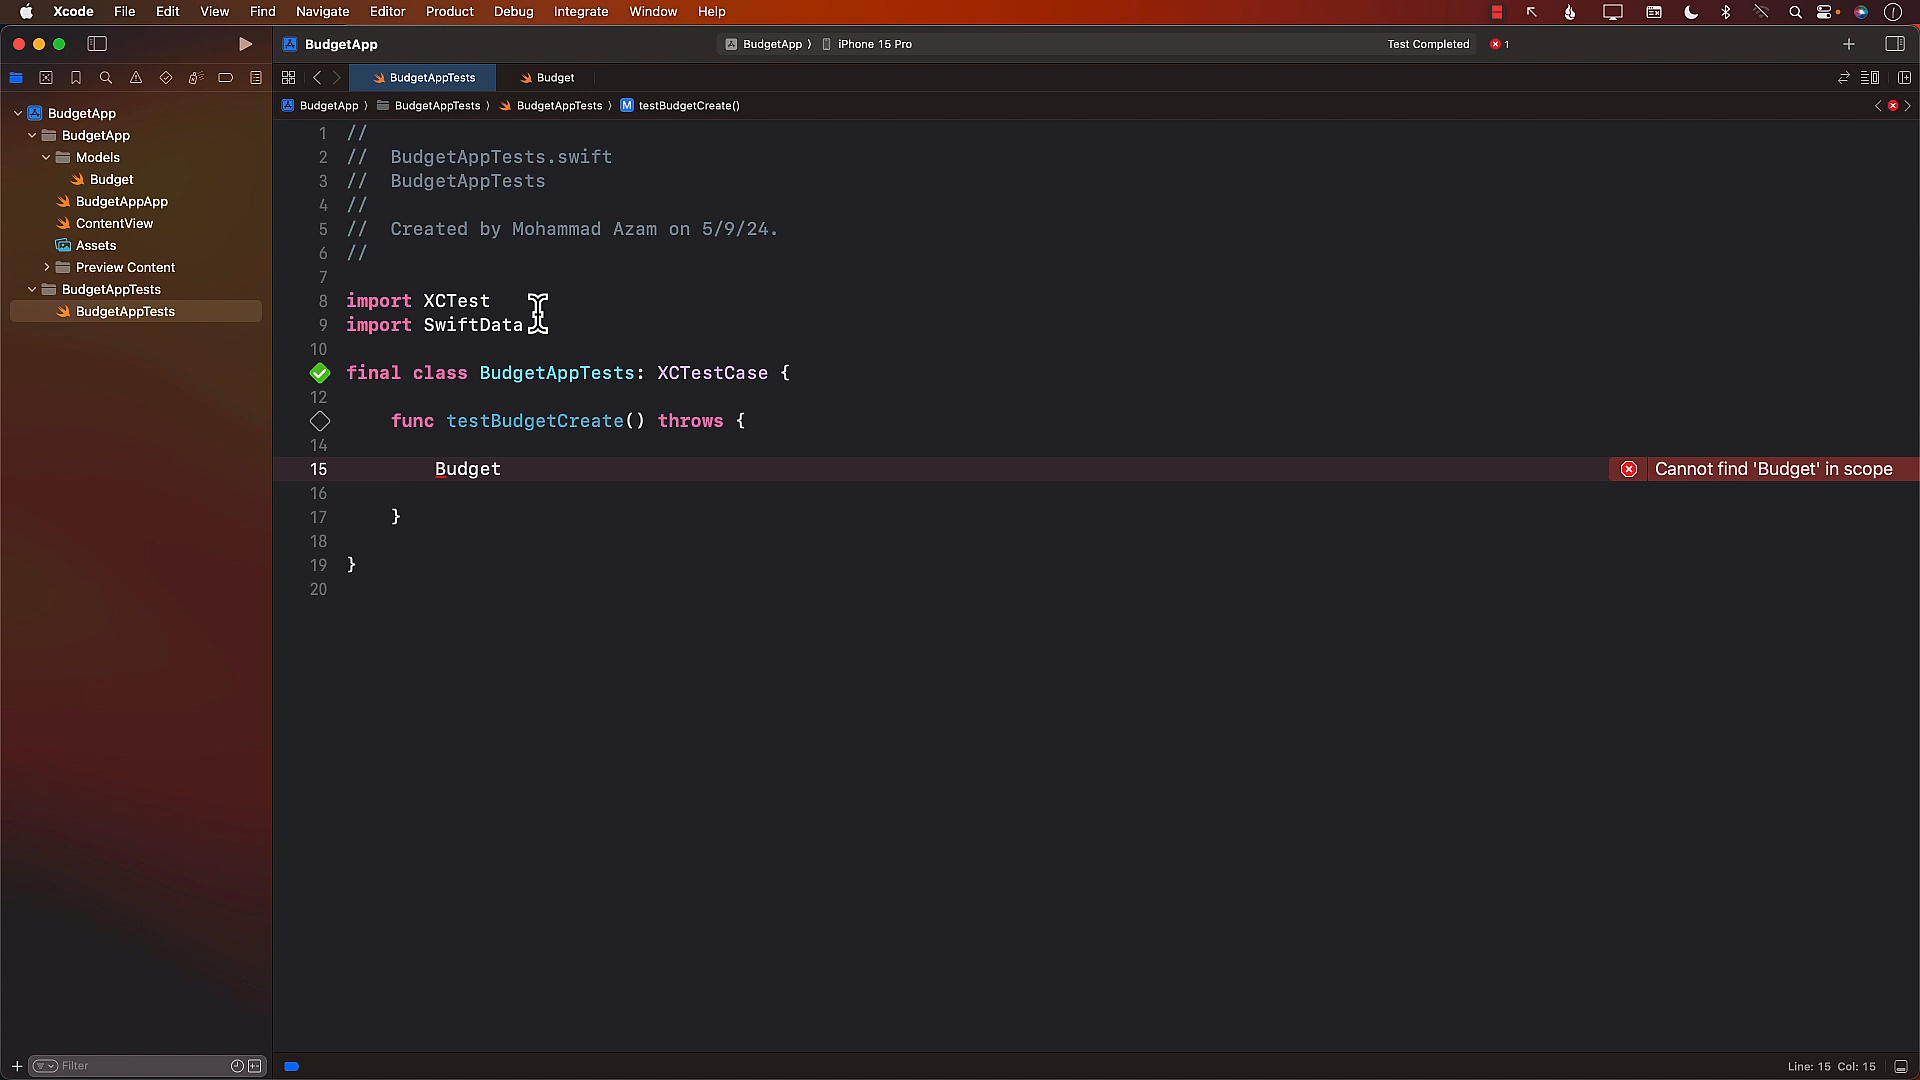 Xcode File Edit View Find Navigate Editor Product Debug Integrate Window Help
BudgetApp
BudgetApp ⟩ iPhone 15 Pro
Test Completed
1
BudgetAppTests
Budget
BudgetApp ⟩ BudgetAppTests ⟩ BudgetAppTests ⟩ M testBudgetCreate()
BudgetApp
BudgetApp
Models
Budget
BudgetAppApp
ContentView
Assets
Preview Content
BudgetAppTests
BudgetAppTests
1 //
2 //  BudgetAppTests.swift
3 //  BudgetAppTests
4 //
5 //  Created by Mohammad Azam on 5/9/24.
6 //
7
8 import XCTest
9 import SwiftData
10
final class BudgetAppTests: XCTestCase {
12
func testBudgetCreate() throws {
14
15 Budget
Cannot find 'Budget' in scope
16
17 }
18
19 }
20
Filter
Line: 15 Col: 15